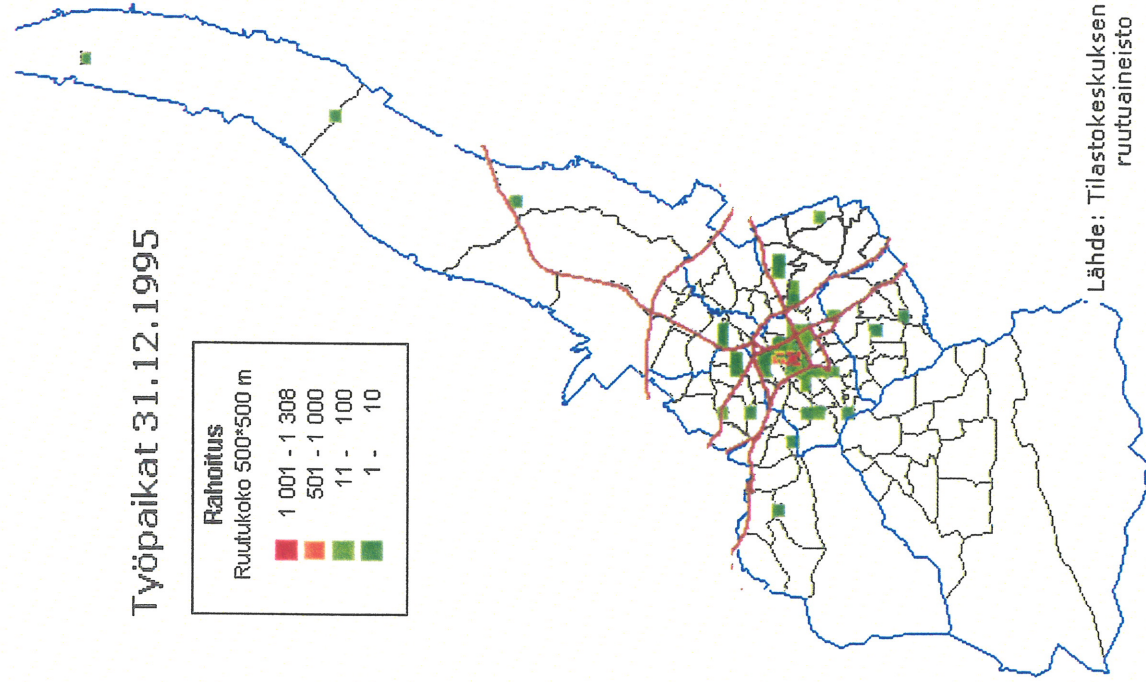 Työpaikat 31.12.1995
Rahoitus
Ruutukoko 500*500 m
1 001 - 1 308
501 - 1 000
11 - 100
1 - 10
Lähde: Tilastokeskuksen
ruutuaineisto